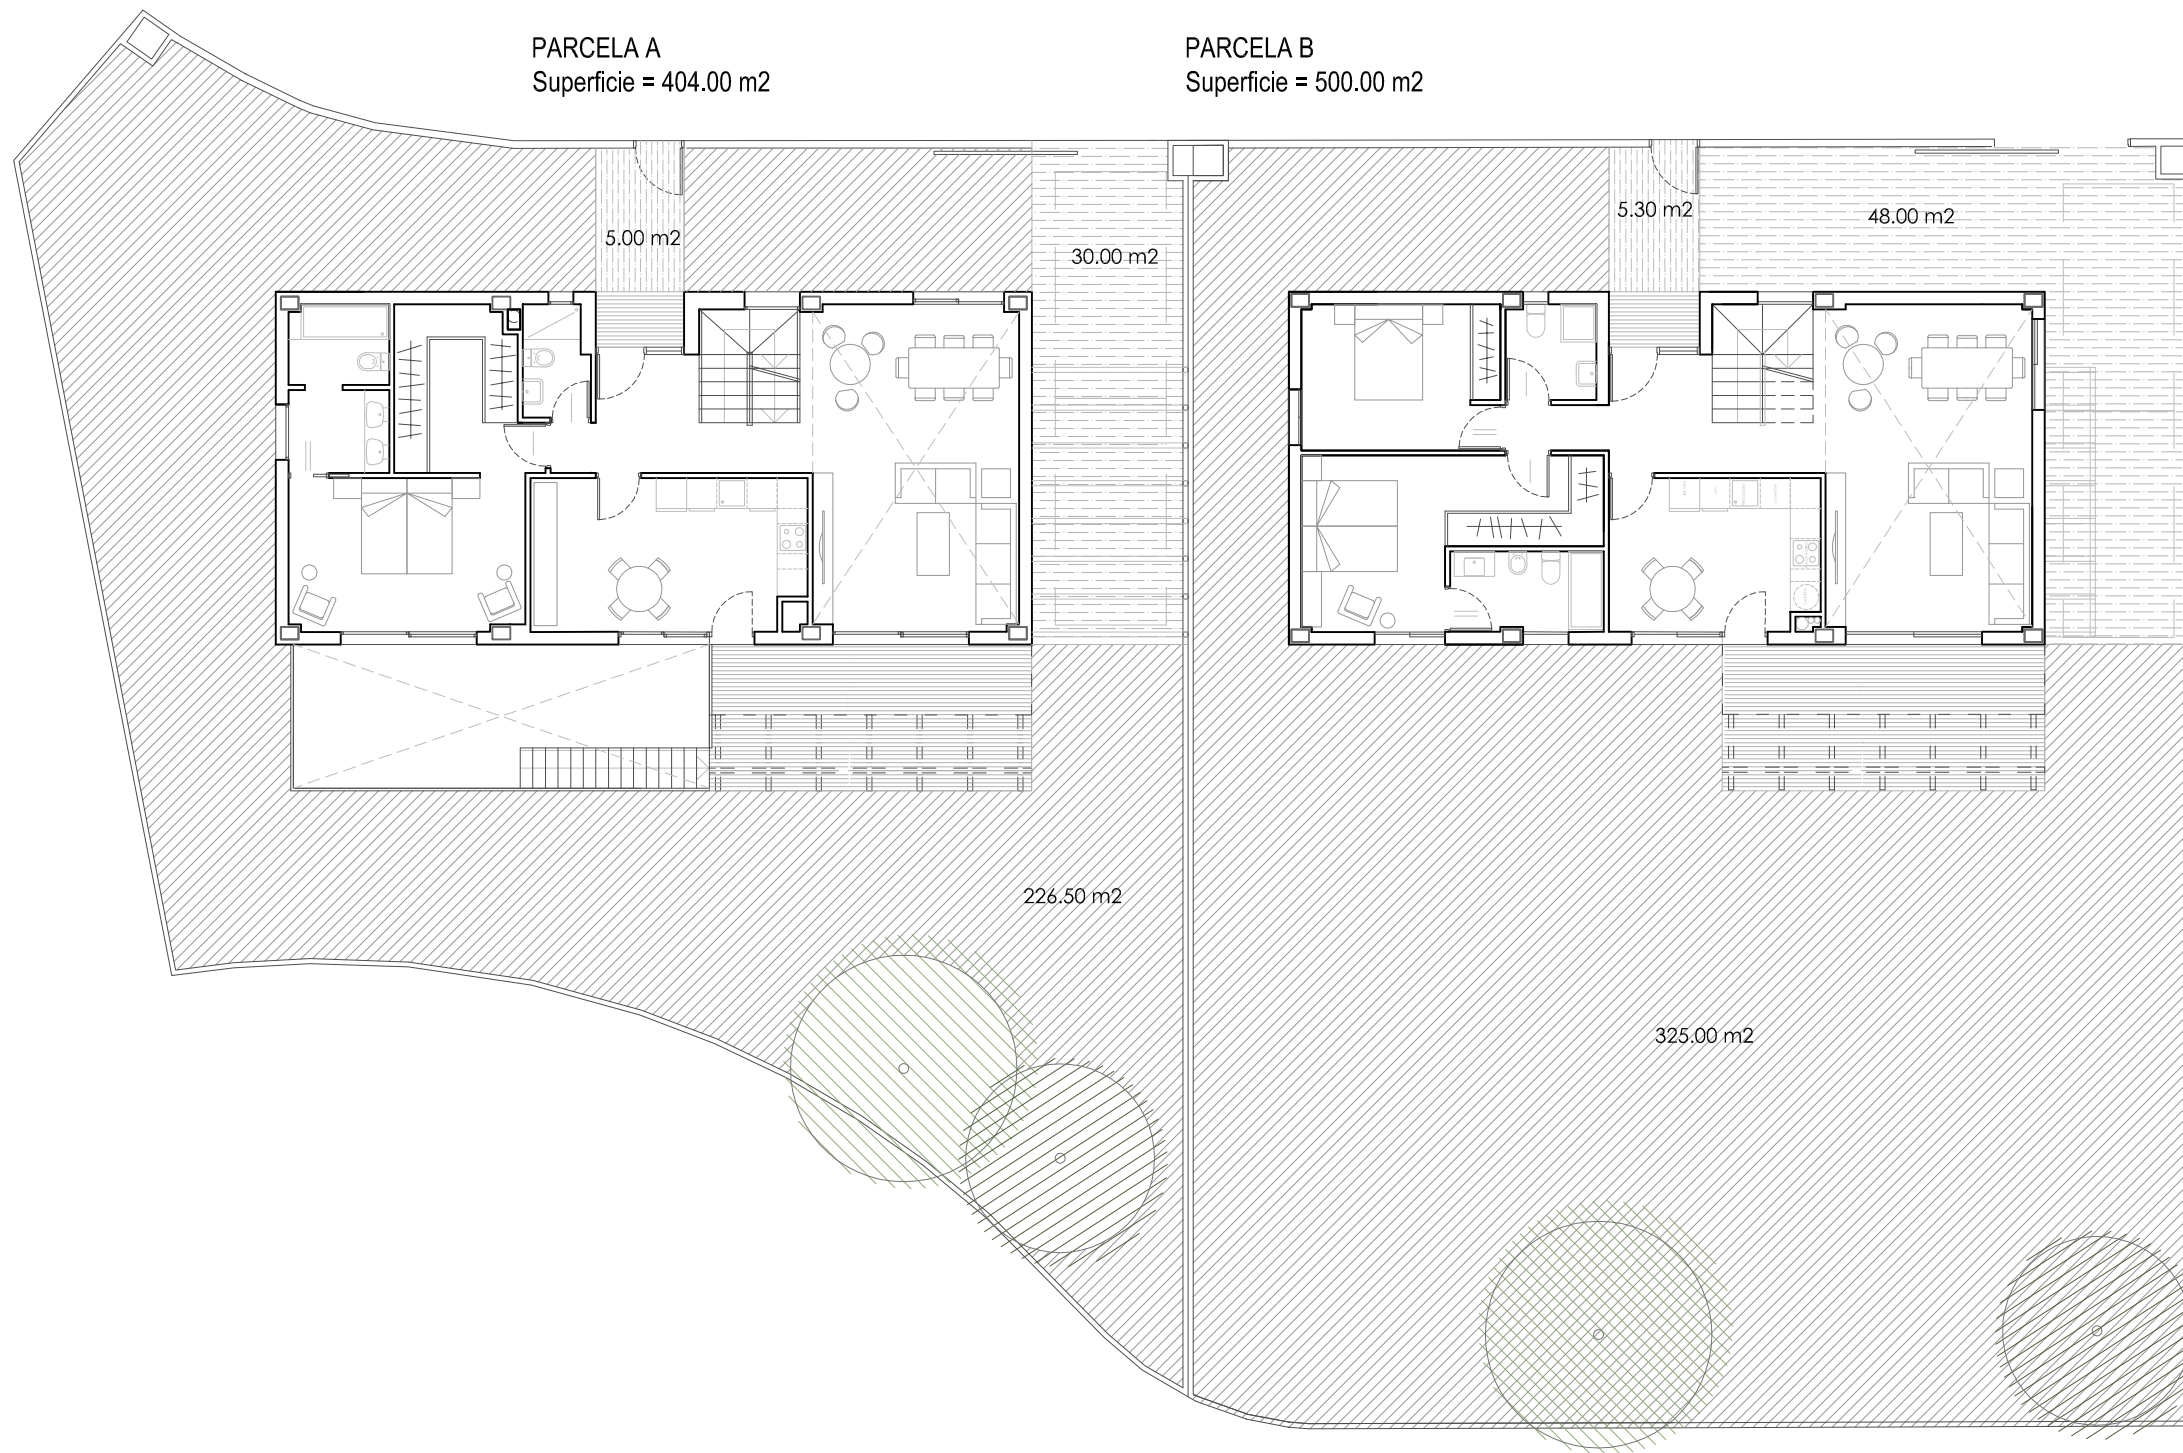 PARCELA A
Superficie = 404.00 m2
PARCELA B
Superficie = 500.00 m2
5.00 m2
30.00 m2
5.30 m2
48.00 m2
226.50 m2
325.00 m2